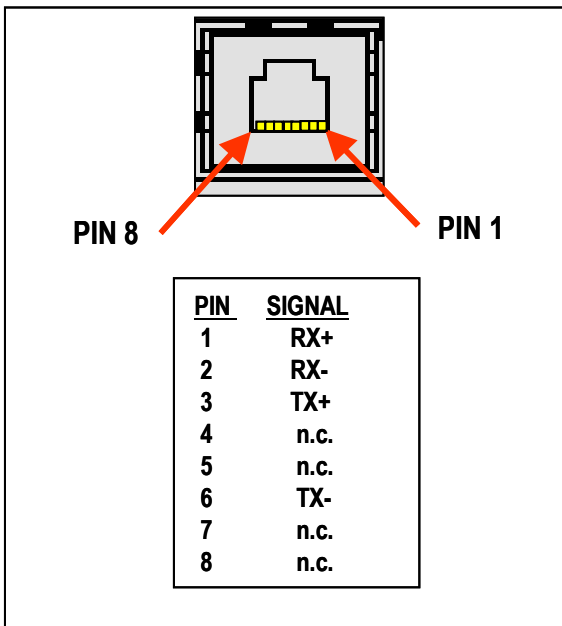 PIN 8 PIN 1
PIN SIGNAL
1 RX+
2 RX-
3 TX+
4 n.c.
5 n.c.
6 TX-
7 n.c.
8 n.c.